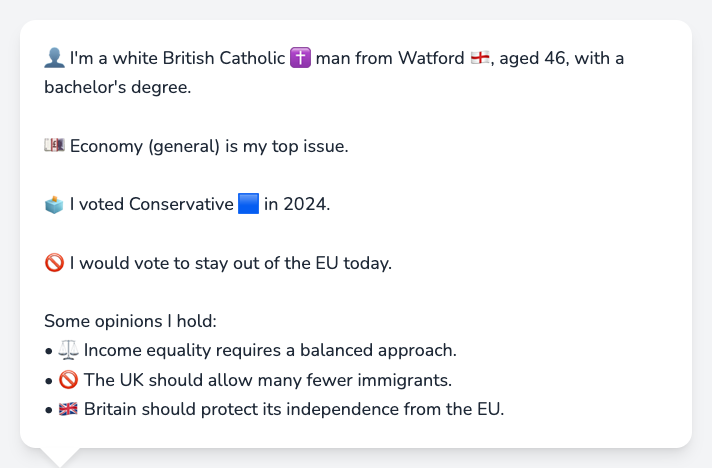 👤 I'm a white British Catholic ✝️ man from Watford 🏴󠁧󠁢󠁥󠁮󠁧󠁿, aged 46, with a
bachelor's degree.
💷 Economy (general) is my top issue.
🗳️ I voted Conservative 🟦 in 2024.
🚫 I would vote to stay out of the EU today.
Some opinions I hold:
• ⚖️ Income equality requires a balanced approach.
• 🚫 The UK should allow many fewer immigrants.
• 🇬🇧 Britain should protect its independence from the EU.